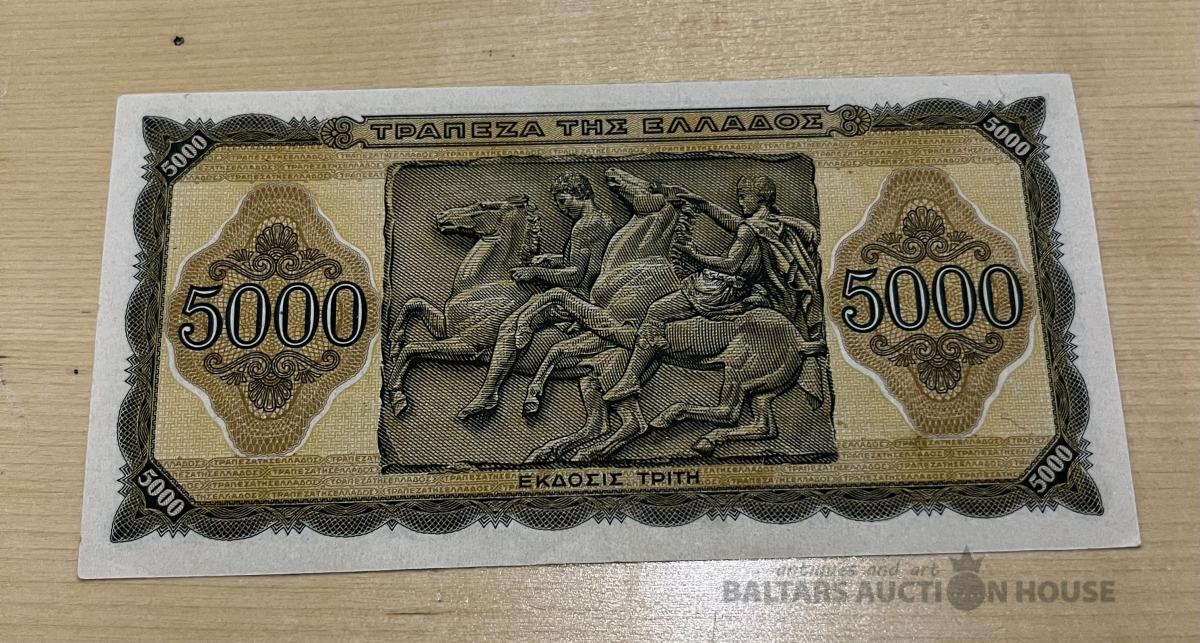 ΤΡΑΠΕΖΑ ΤΗΣ ΕΛΛΑΔΟΣ
5000 5000
5000 5000
ΕΚΔΟΣΙΣ ΤΡΙΤΗ
5000 5000
antiques and art
BALTARS AUCTION HOUSE